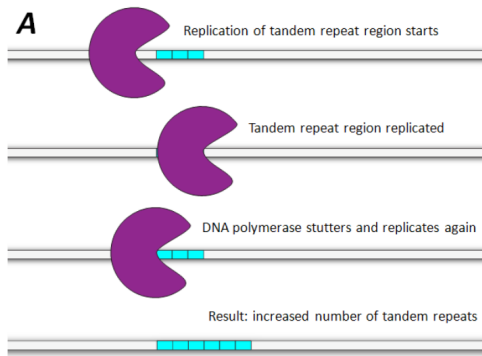 A
Replication of tandem repeat region starts
Tandem repeat region replicated
DNA polymerase stutters and replicates again
Result: increased number of tandem repeats